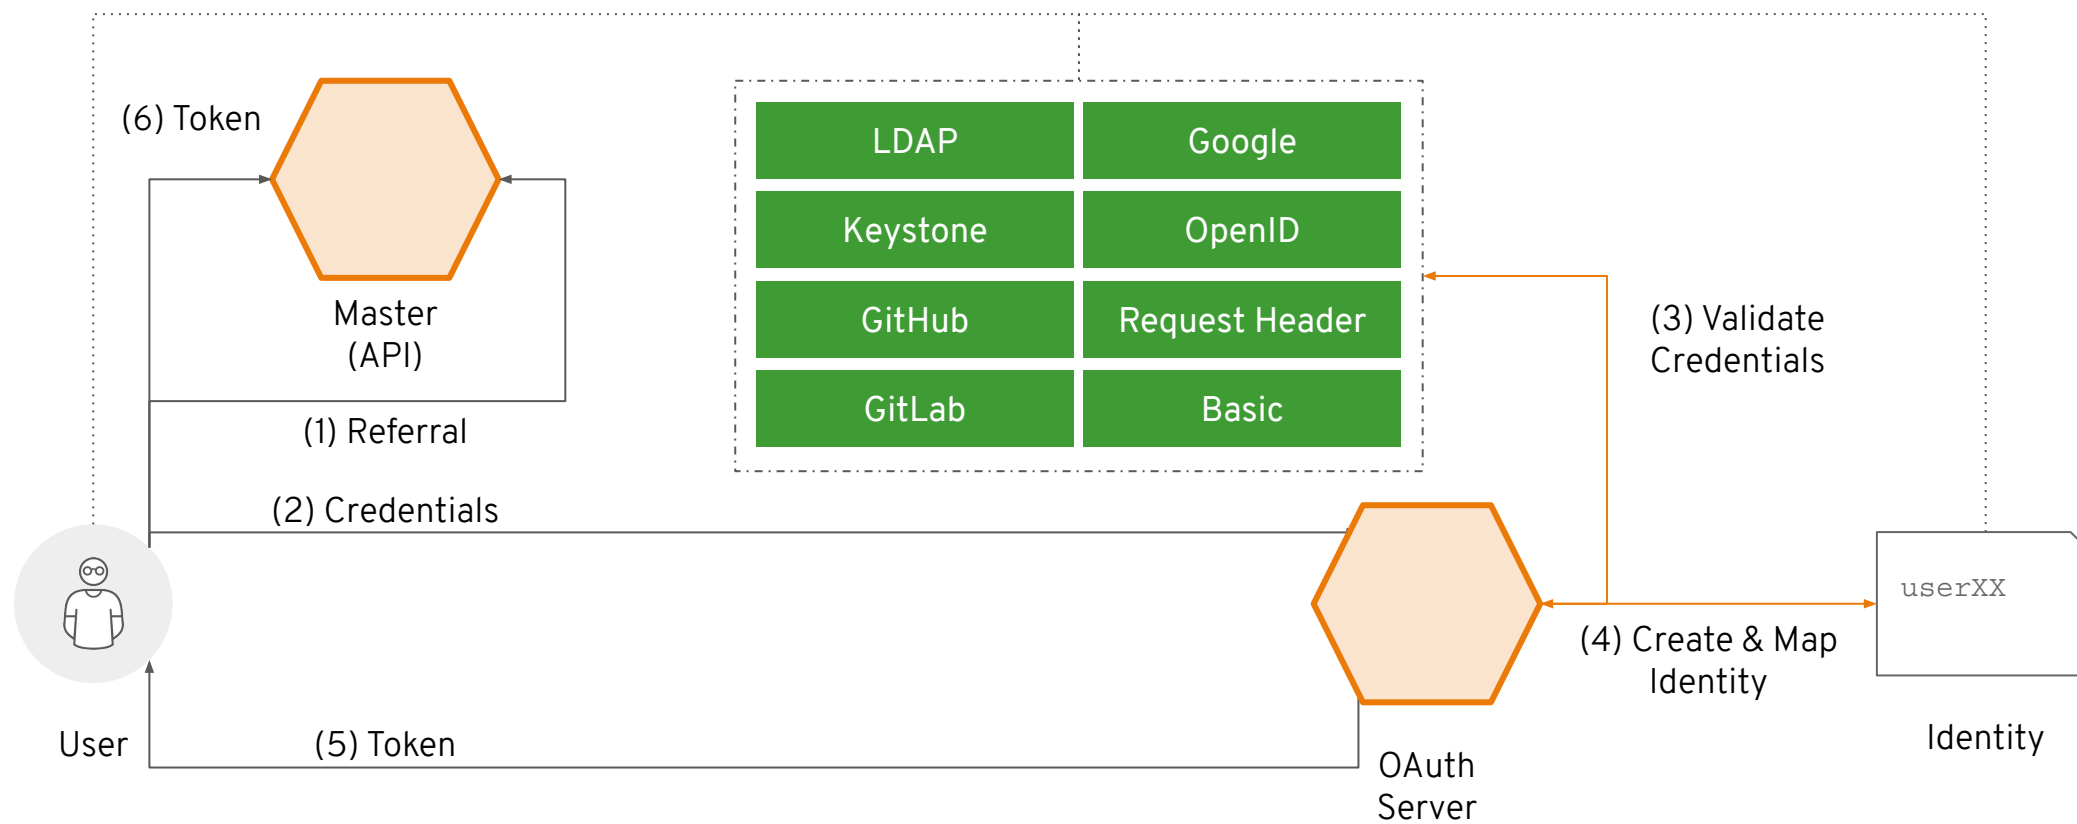 (6) Token
Master
(API)
(1) Referral
(2) Credentials
LDAP
Google
Keystone
OpenID
GitHub
Request Header
GitLab
Basic
(3) Validate
Credentials
userXX
(4) Create & Map
Identity
User
(5) Token
OAuth
Server
Identity